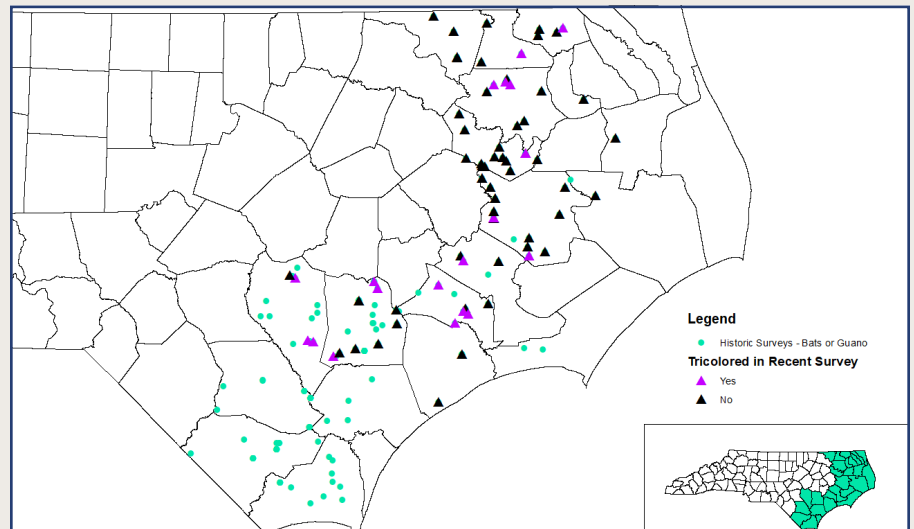 Legend
Historic Surveys - Bats or Guano
Tricolored in Recent Survey
Yes
No